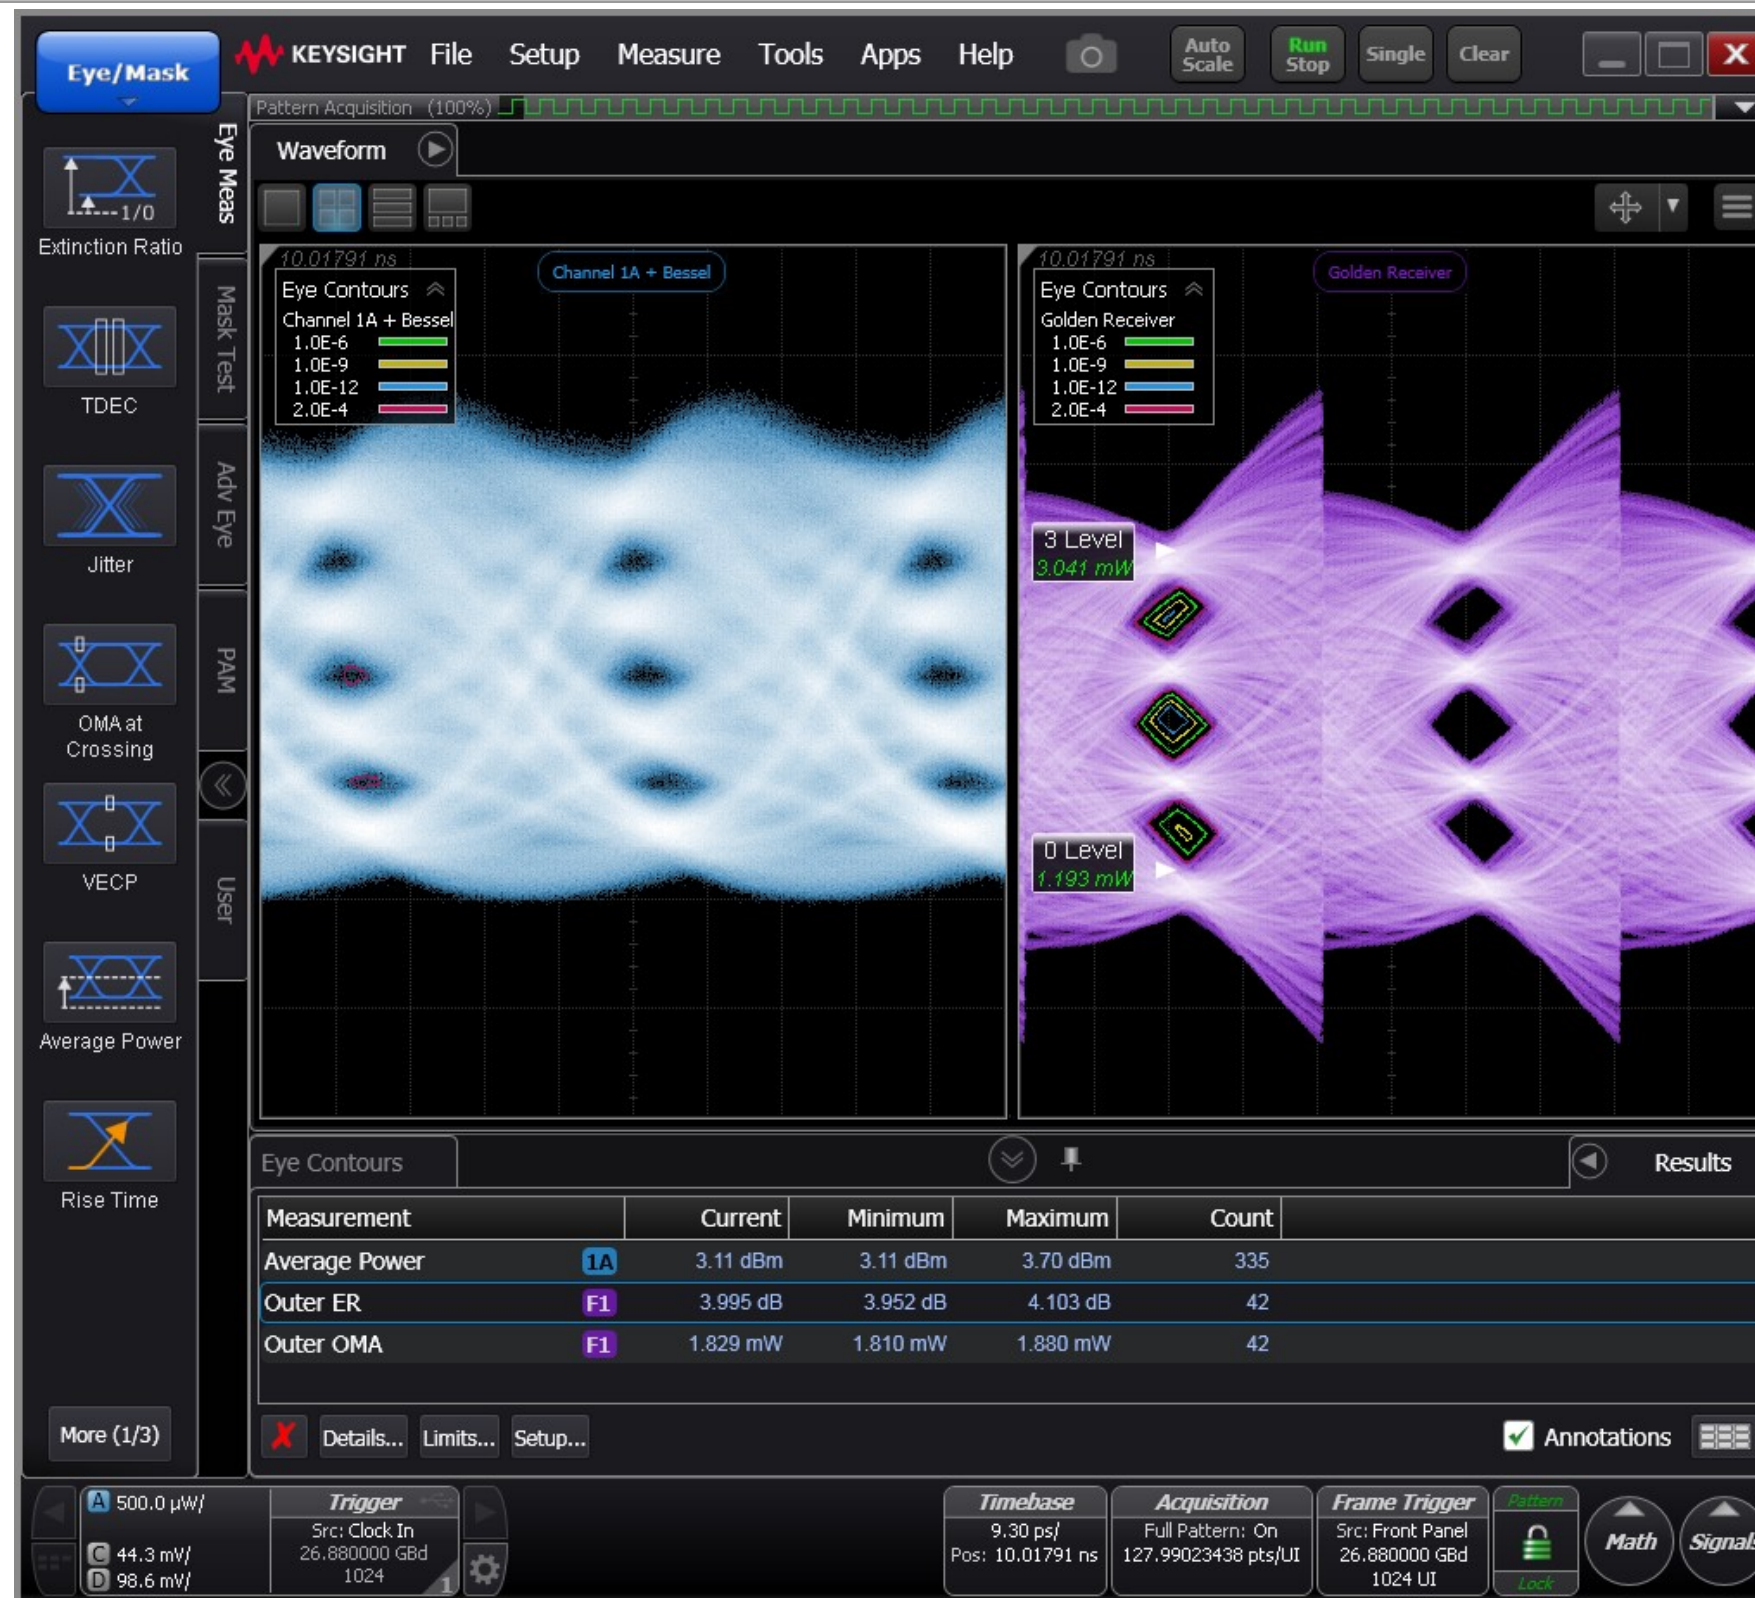 Eye/Mask
KEYSIGHT File Setup Measure Tools Apps Help
Auto Scale
Run Stop
Single
Clear
X
Pattern Acquisition (100%)
Waveform
Eye Meas
Mask Test
Adv Eye
PAM
User
1/0
Extinction Ratio
TDEC
Jitter
OMA at
Crossing
VECP
Average Power
Rise Time
More (1/3)
10.01791 ns
Channel 1A + Bessel
Eye Contours
Channel 1A + Bessel
1.0E-6
1.0E-9
1.0E-12
2.0E-4
10.01791 ns
Golden Receiver
Eye Contours
Golden Receiver
1.0E-6
1.0E-9
1.0E-12
2.0E-4
3 Level
3.041 mW
0 Level
1.193 mW
Eye Contours
Results
Measurement Current Minimum Maximum Count
Average Power 1A 3.11 dBm 3.11 dBm 3.70 dBm 335
Outer ER F1 3.995 dB 3.952 dB 4.103 dB 42
Outer OMA F1 1.829 mW 1.810 mW 1.880 mW 42
Details... Limits... Setup...
Annotations
A 500.0 µW/
C 44.3 mV/
D 98.6 mV/
Trigger
Src: Clock In
26.880000 GBd
1024
1
Timebase
9.30 ps/
Pos: 10.01791 ns
Acquisition
Full Pattern: On
127.99023438 pts/UI
Frame Trigger
Src: Front Panel
26.880000 GBd
1024 UI
Pattern
Lock
Math
Signals